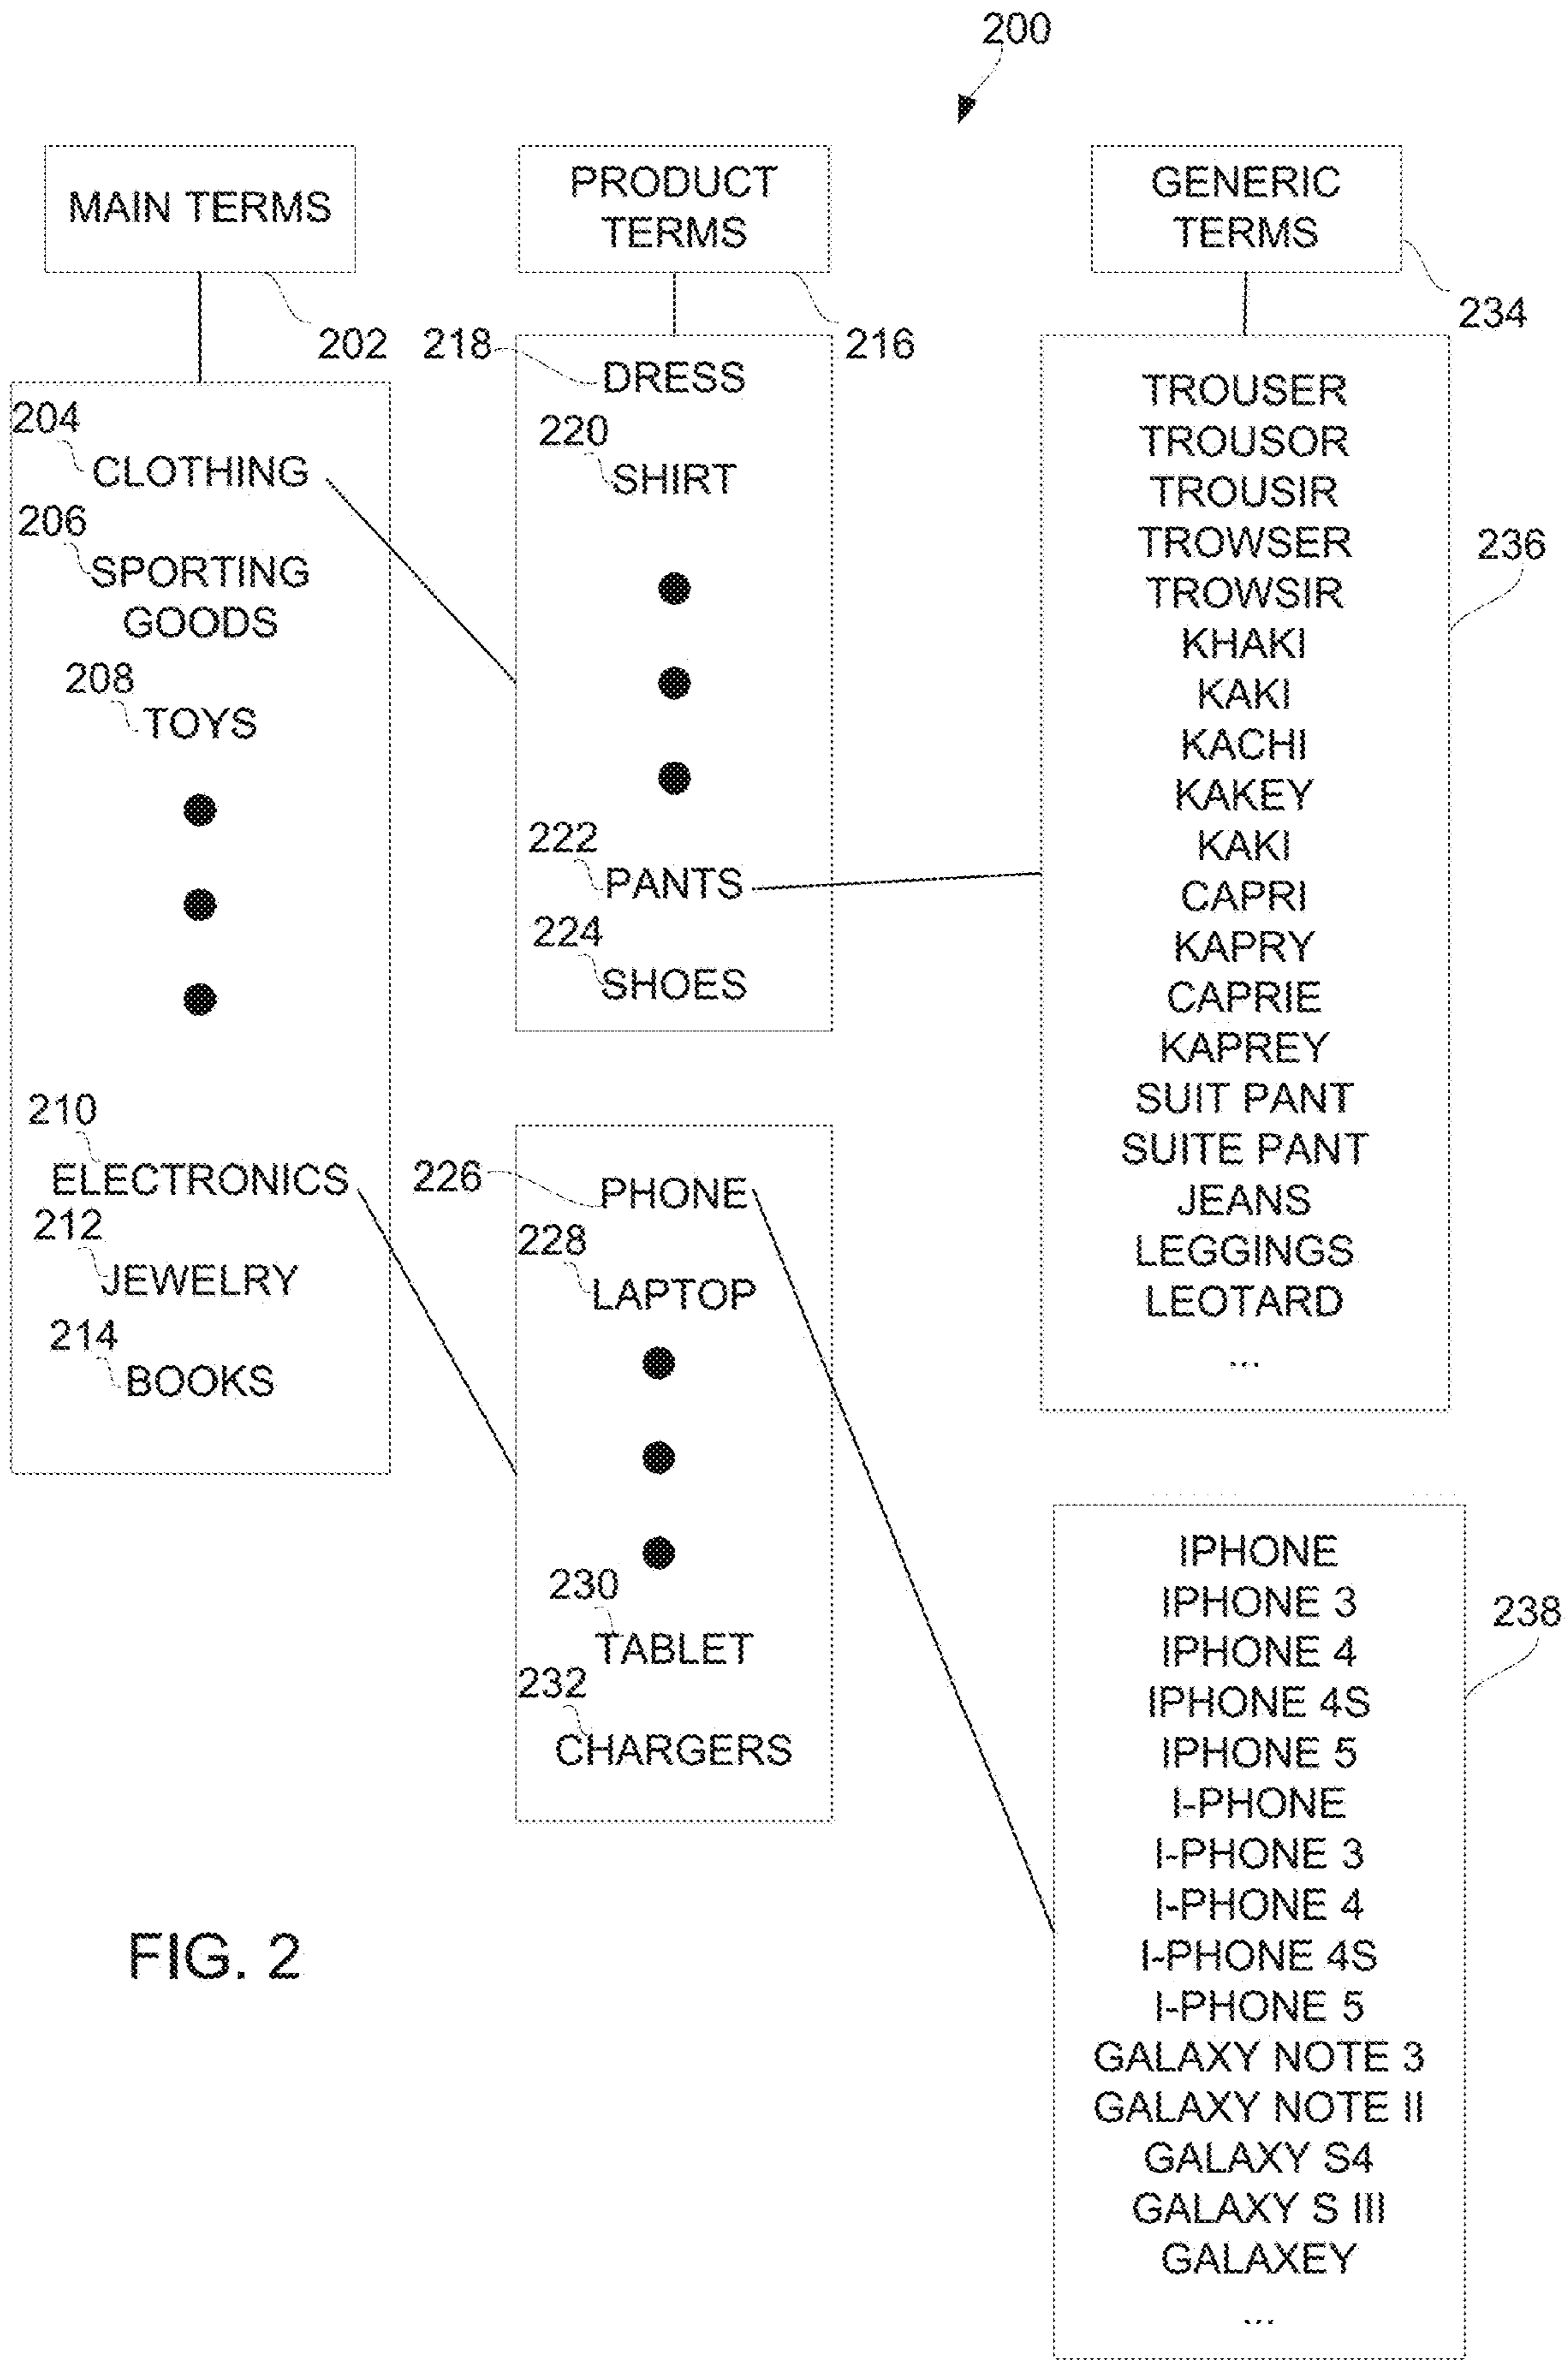 200
MAIN TERMS
202
204
CLOTHING
206
SPORTING
GOODS
208
TOYS
210
ELECTRONICS
212
JEWELRY
214
BOOKS
PRODUCT
TERMS
216
218
DRESS
220
SHIRT
222
PANTS
224
SHOES
226
PHONE
228
LAPTOP
230
TABLET
232
CHARGERS
GENERIC
TERMS
234
236
TROUSER
TROUSOR
TROUSIR
TROWSER
TROWSIR
KHAKI
KAKI
KACHI
KAKEY
KAKI
CAPRI
KAPRY
CAPRIE
KAPREY
SUIT PANT
SUITE PANT
JEANS
LEGGINGS
LEOTARD
...
238
IPHONE
IPHONE 3
IPHONE 4
IPHONE 4S
IPHONE 5
I-PHONE
I-PHONE 3
I-PHONE 4
I-PHONE 4S
I-PHONE 5
GALAXY NOTE 3
GALAXY NOTE II
GALAXY S4
GALAXY S III
GALAXEY
...
FIG. 2